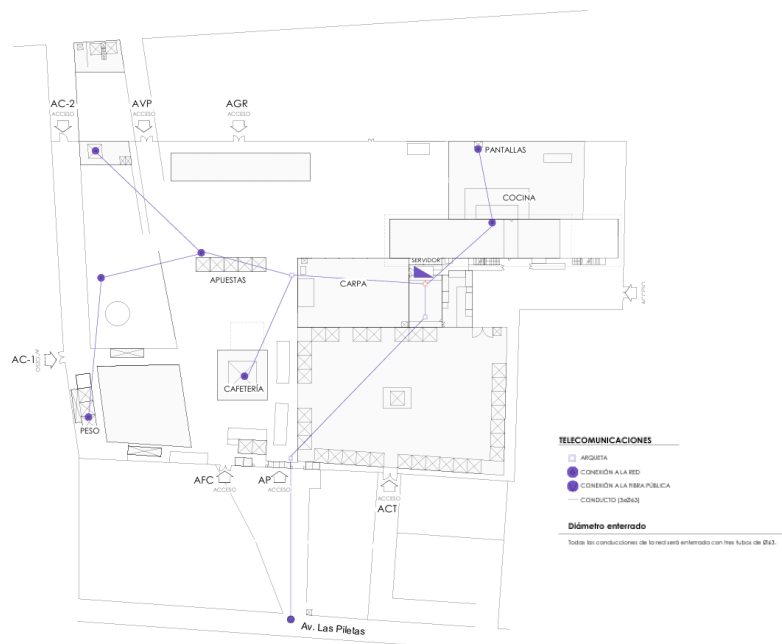 AC-2
ACCESO
AVP
ACCESO
AGR
ACCESO
PANTALLAS
COCINA
SERVIDOR
APUESTAS
CARPA
ACCESO
AC-1
ACCESO
CAFETERÍA
PESO
AFC
ACCESO
AP
ACCESO
ACCESO
ACT
Av. Las Piletas
TELECOMUNICACIONES
ARQUETA
CONEXIÓN A LA RED
CONEXIÓN A LA FIBRA PÚBLICA
CONDUCTO (3xØ63)
Diámetro enterrado
Todas las conducciones de la red será enterrada con tres tubos de Ø63.